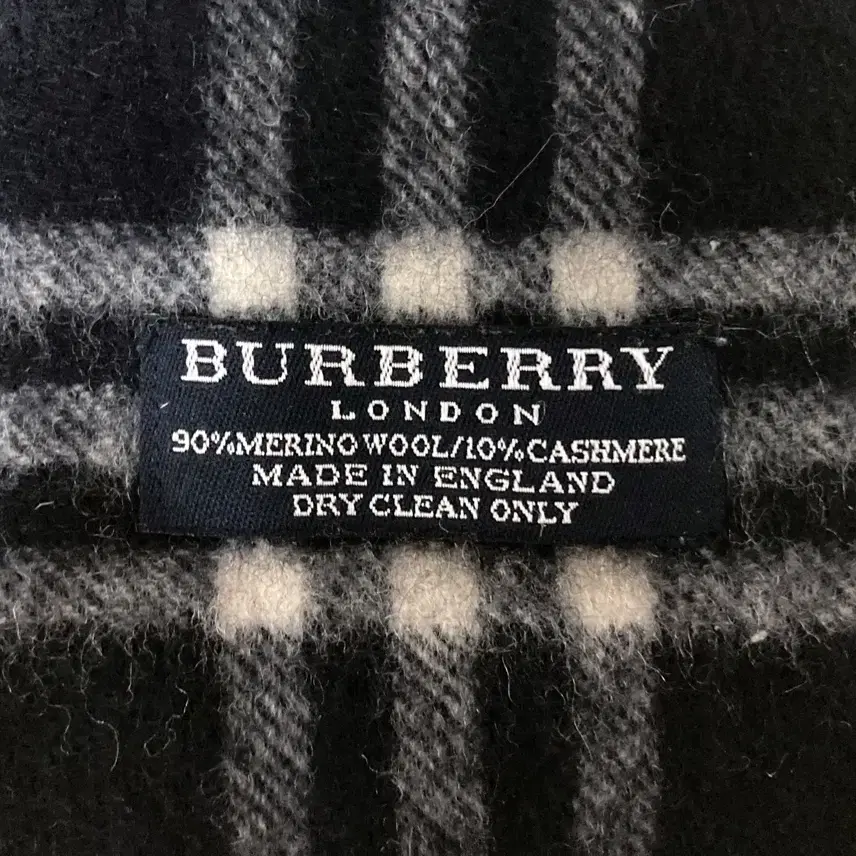 BURBERRY
LONDON
90%MERINO WOOL/10%CASHMERE
MADE IN ENGLAND
DRY CLEAN ONLY